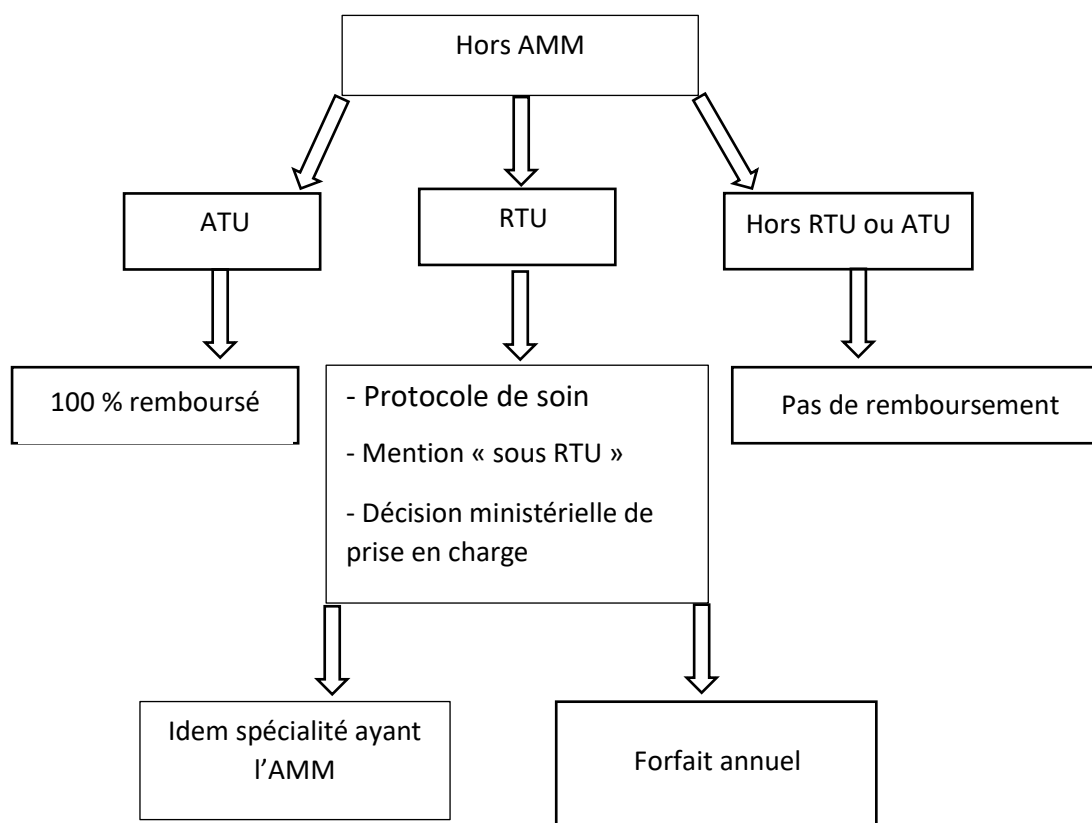 Hors AMM
ATU
RTU
Hors RTU ou ATU
100 % remboursé
- Protocole de soin
- Mention « sous RTU »
- Décision ministérielle de
prise en charge
Pas de remboursement
Idem spécialité ayant
l’AMM
Forfait annuel